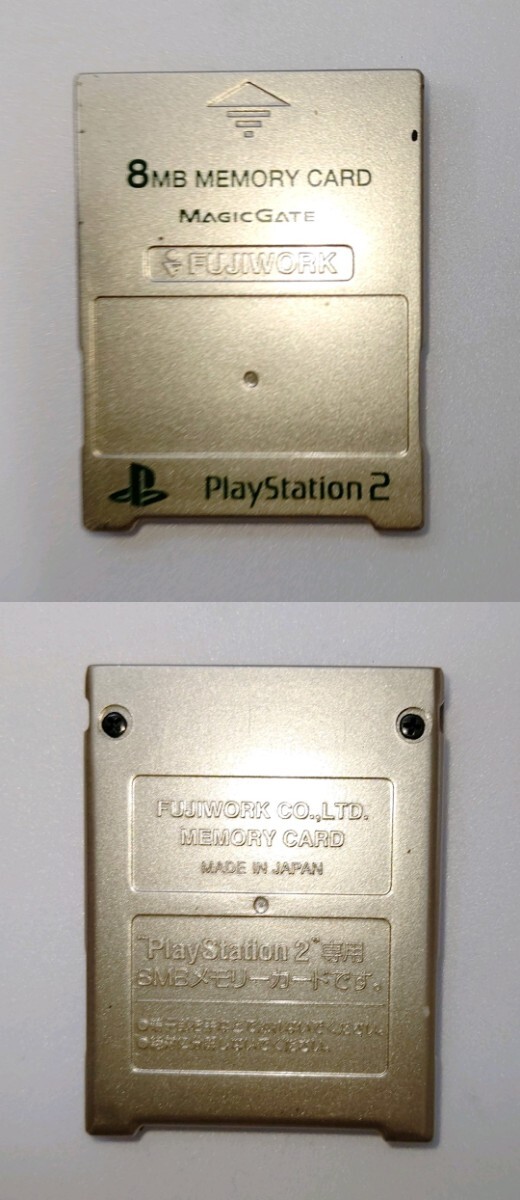 8MB MEMORY CARD
MAGICGATE
FUJIWORK
PlayStation 2
FUJIWORK CO.,LTD.
MEMORY CARD
MADE IN JAPAN
"PlayStation 2"専用
8MBメモリーカードです。